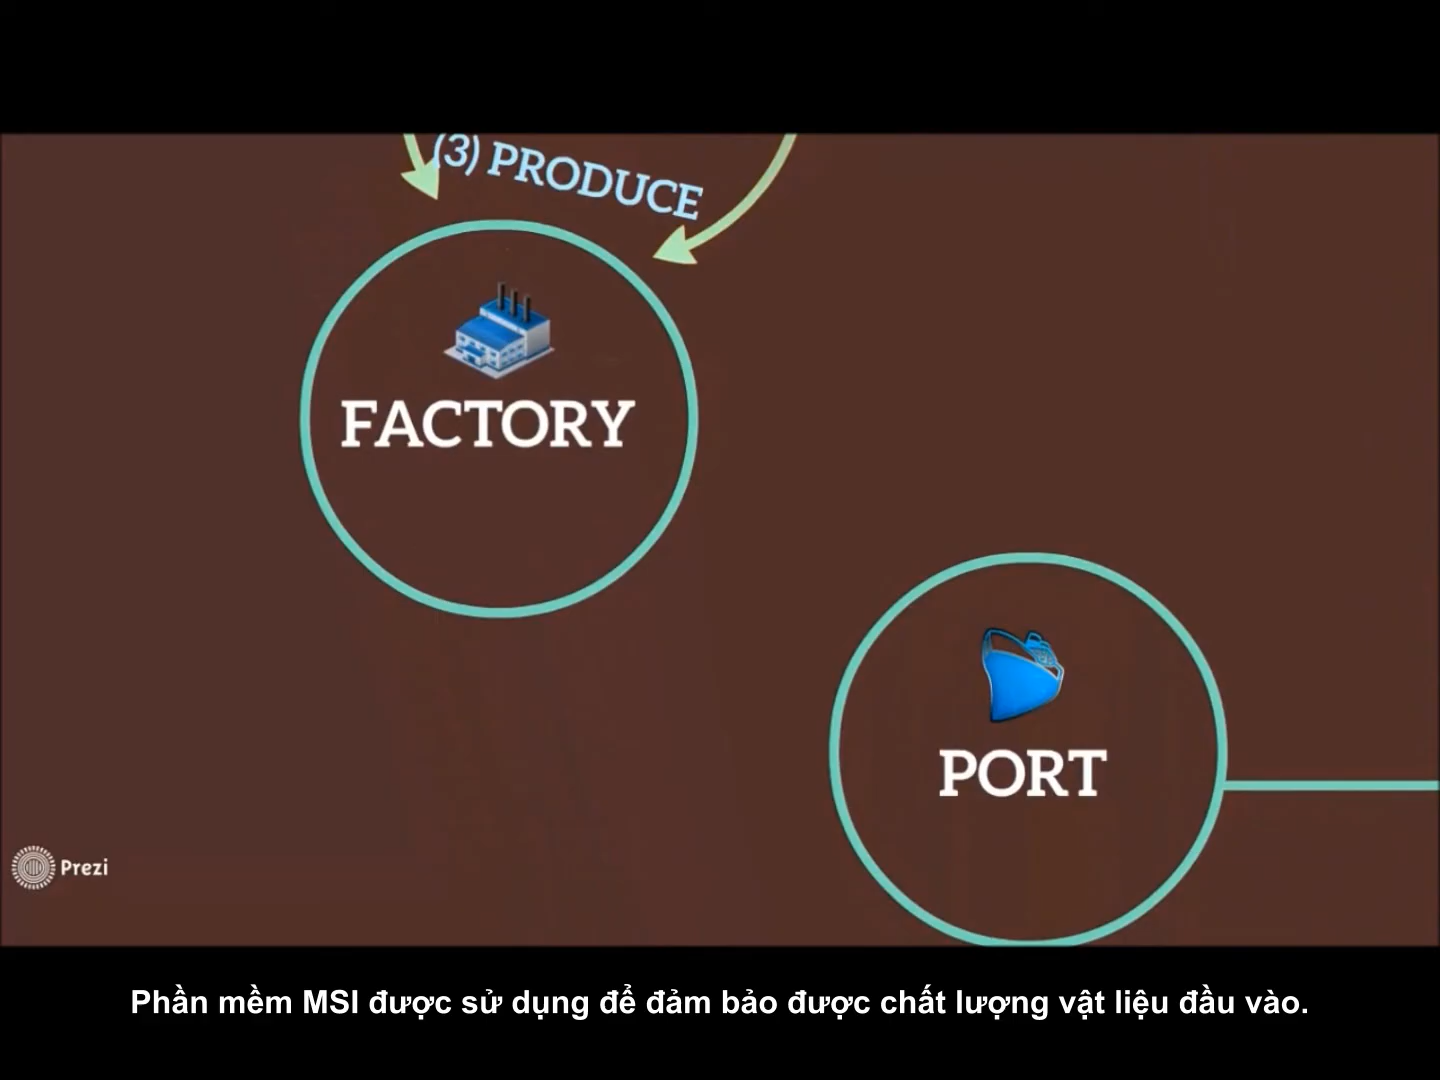 (3) PRODUCE
FACTORY
PORT
Prezi
Phần mềm MSI được sử dụng để đảm bảo được chất lượng vật liệu đầu vào.